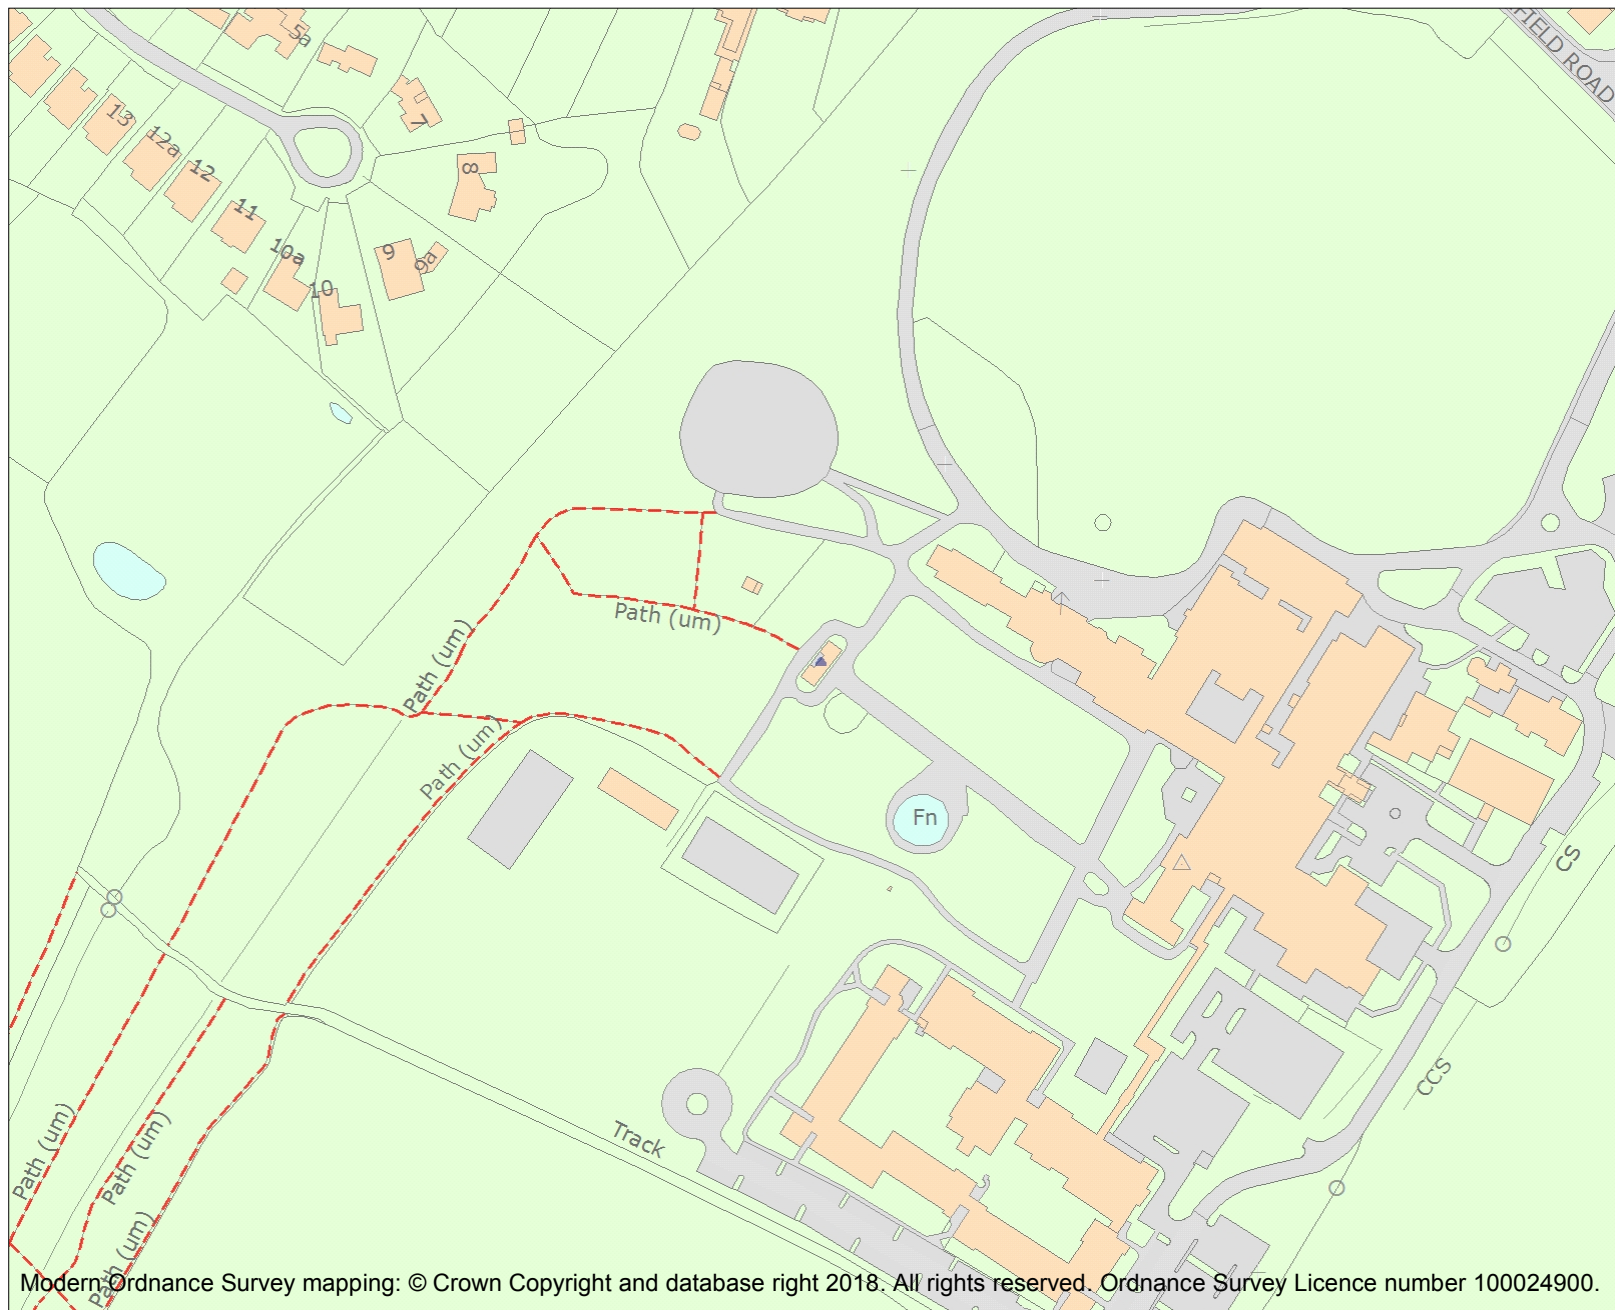 5a
FIELD ROAD
7
13
12a
12
8
11
10a
9
9a
10
Path (um)
Path (um)
Path (um)
Fn
CS
CCS
Path (um)
Path (um)
Track
Path (um)
Modern Ordnance Survey mapping: © Crown Copyright and database right 2018. All rights reserved. Ordnance Survey Licence number 100024900.